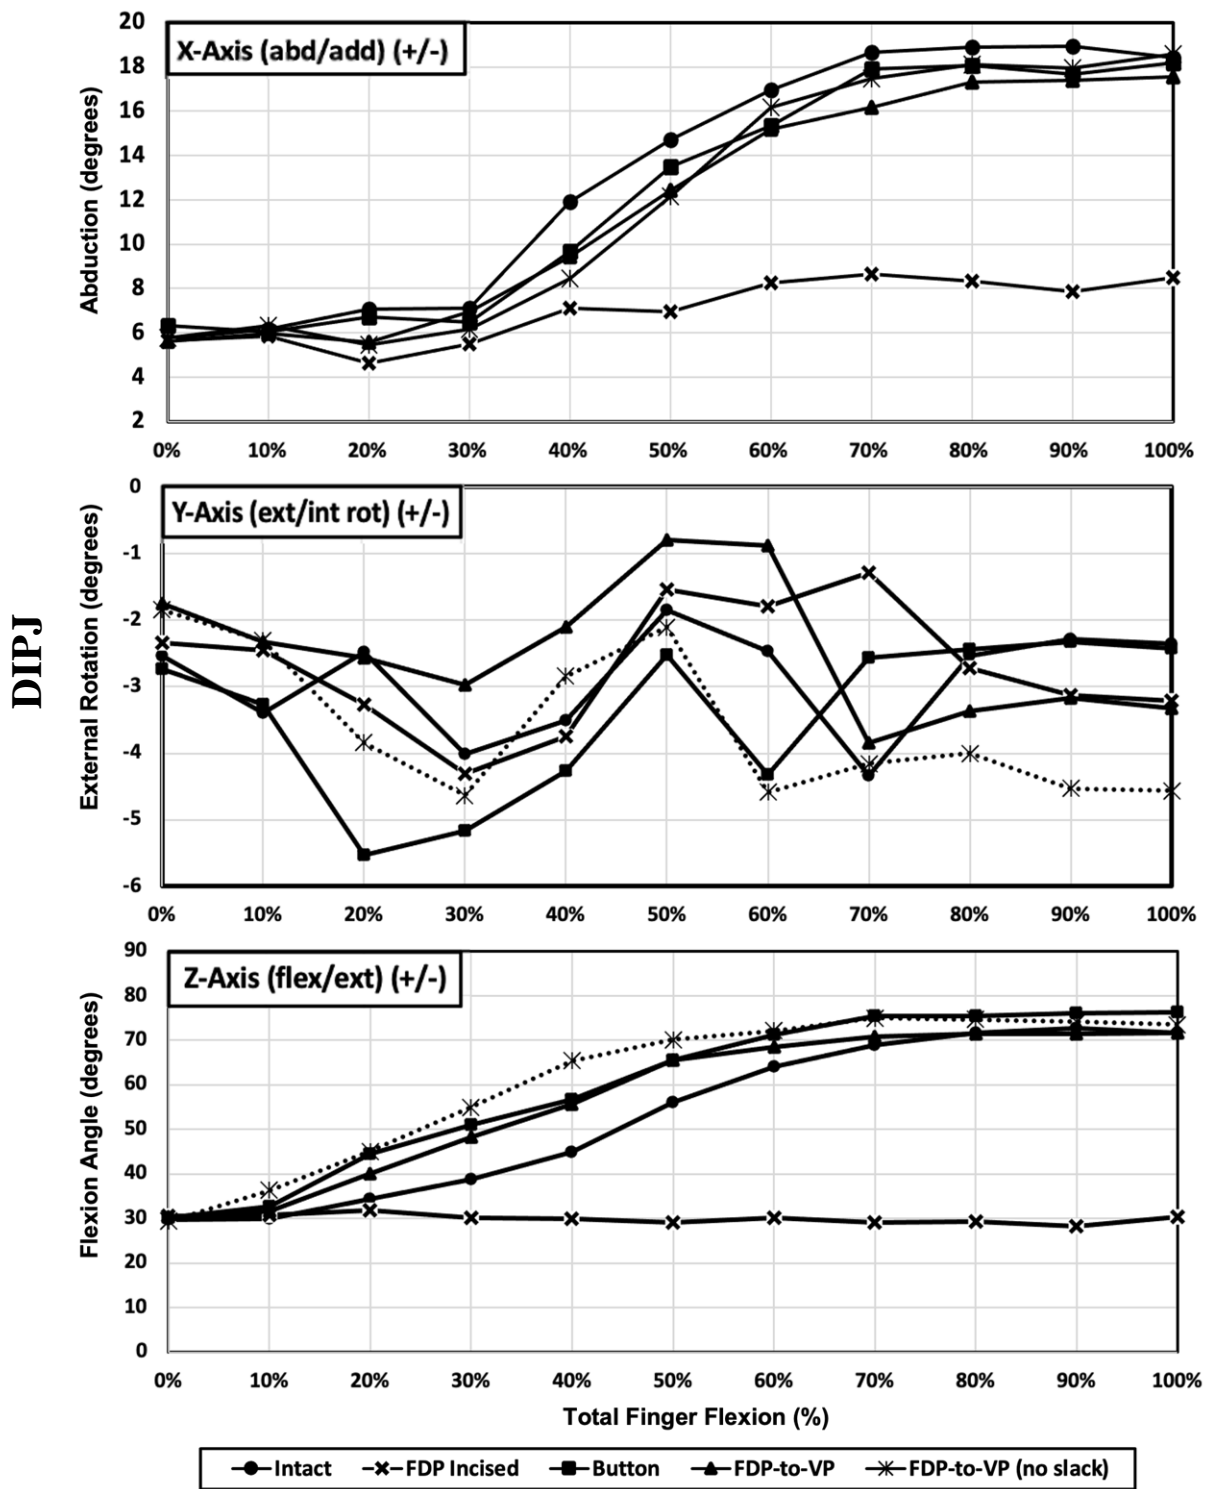 DIPJ
X-Axis (abd/add) (+/-)
Abduction (degrees)
20
18
16
14
12
10
8
6
4
2
0% 10% 20% 30% 40% 50% 60% 70% 80% 90% 100%
Y-Axis (ext/int rot) (+/-)
External Rotation (degrees)
0
-1
-2
-3
-4
-5
-6
0% 10% 20% 30% 40% 50% 60% 70% 80% 90% 100%
Z-Axis (flex/ext) (+/-)
Flexion Angle (degrees)
90
80
70
60
50
40
30
20
10
0
0% 10% 20% 30% 40% 50% 60% 70% 80% 90% 100%
Total Finger Flexion (%)
Intact FDP Incised Button FDP-to-VP FDP-to-VP (no slack)